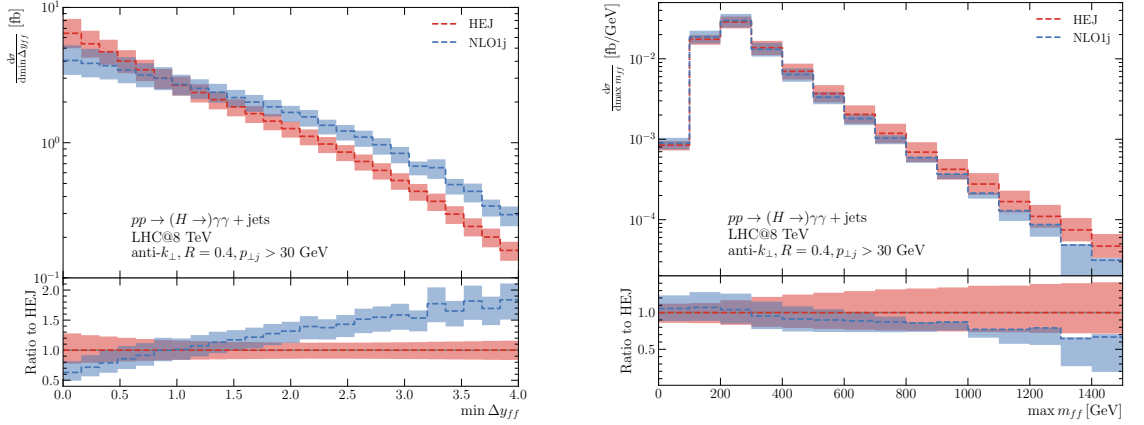 dσ/dmin Δy_ff [fb]
10¹
10⁰
10⁻¹
HEJ
NLO1j
pp → (H →)γγ + jets
LHC@8 TeV
anti-k⊥, R = 0.4, p⊥j > 30 GeV
Ratio to HEJ
2.0
1.5
1.0
0.5
0.0 0.5 1.0 1.5 2.0 2.5 3.0 3.5 4.0
min Δy_ff
dσ/dmax m_ff [fb/GeV]
10⁻²
10⁻³
10⁻⁴
HEJ
NLO1j
pp → (H →)γγ + jets
LHC@8 TeV
anti-k⊥, R = 0.4, p⊥j > 30 GeV
Ratio to HEJ
1.0
0.5
0 200 400 600 800 1000 1200 1400
max m_ff [GeV]